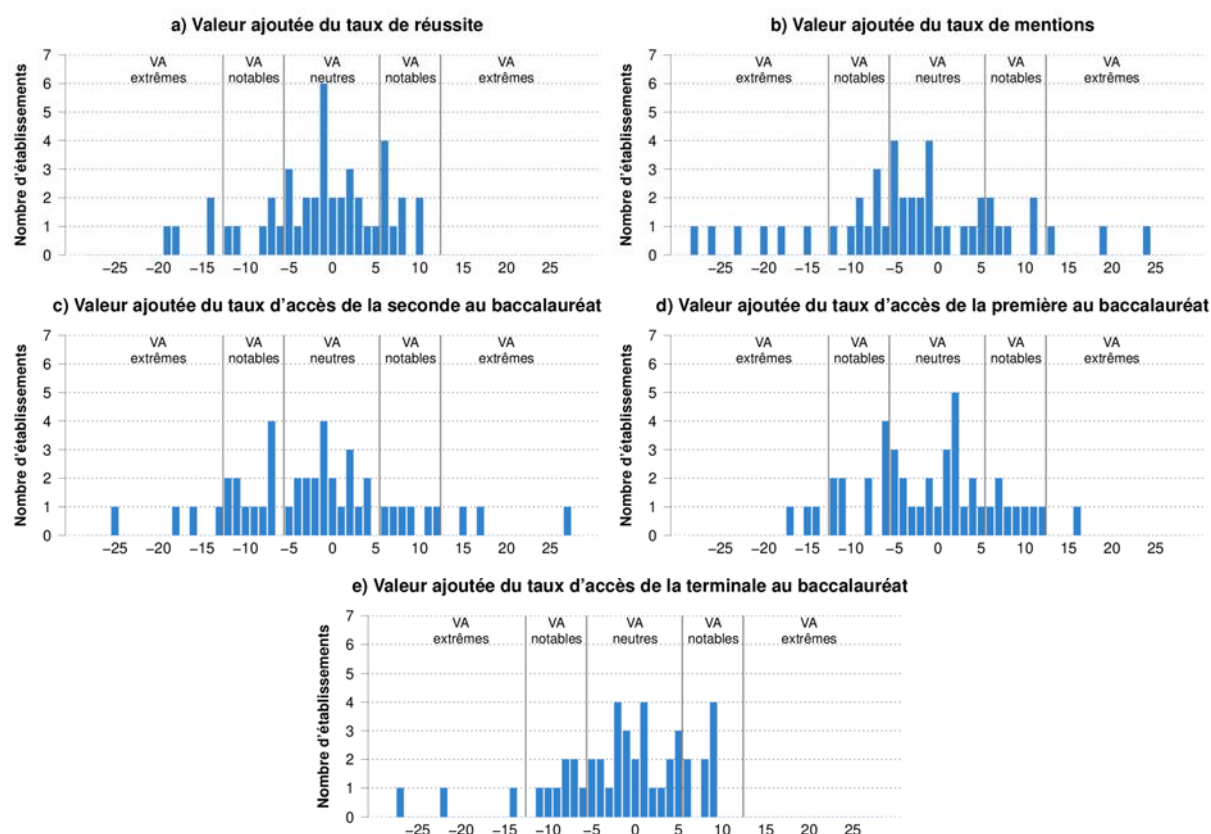 a) Valeur ajoutée du taux de réussite
Nombre d'établissements
7
6
5
4
3
2
1
0
VA extrêmes
VA notables
VA neutres
VA notables
VA extrêmes
−25 −20 −15 −10 −5 0 5 10 15 20 25
b) Valeur ajoutée du taux de mentions
Nombre d'établissements
7
6
5
4
3
2
1
0
VA extrêmes
VA notables
VA neutres
VA notables
VA extrêmes
−25 −20 −15 −10 −5 0 5 10 15 20 25
c) Valeur ajoutée du taux d'accès de la seconde au baccalauréat
Nombre d'établissements
7
6
5
4
3
2
1
0
VA extrêmes
VA notables
VA neutres
VA notables
VA extrêmes
−25 −20 −15 −10 −5 0 5 10 15 20 25
d) Valeur ajoutée du taux d'accès de la première au baccalauréat
Nombre d'établissements
7
6
5
4
3
2
1
0
VA extrêmes
VA notables
VA neutres
VA notables
VA extrêmes
−25 −20 −15 −10 −5 0 5 10 15 20 25
e) Valeur ajoutée du taux d'accès de la terminale au baccalauréat
Nombre d'établissements
7
6
5
4
3
2
1
0
VA extrêmes
VA notables
VA neutres
VA notables
VA extrêmes
−25 −20 −15 −10 −5 0 5 10 15 20 25